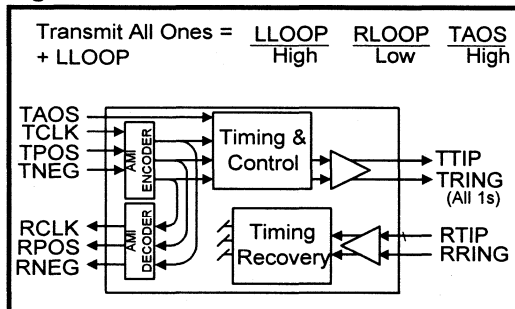 Transmit All Ones = LLOOP RLOOP TAOS
+ LLOOP High Low High
TAOS
TCLK
TPOS
TNEG
AMI
ENCODER
Timing &
Control
TTIP
TRING
(All 1s)
RCLK
RPOS
RNEG
AMI
DECODER
Timing
Recovery
RTIP
RRING